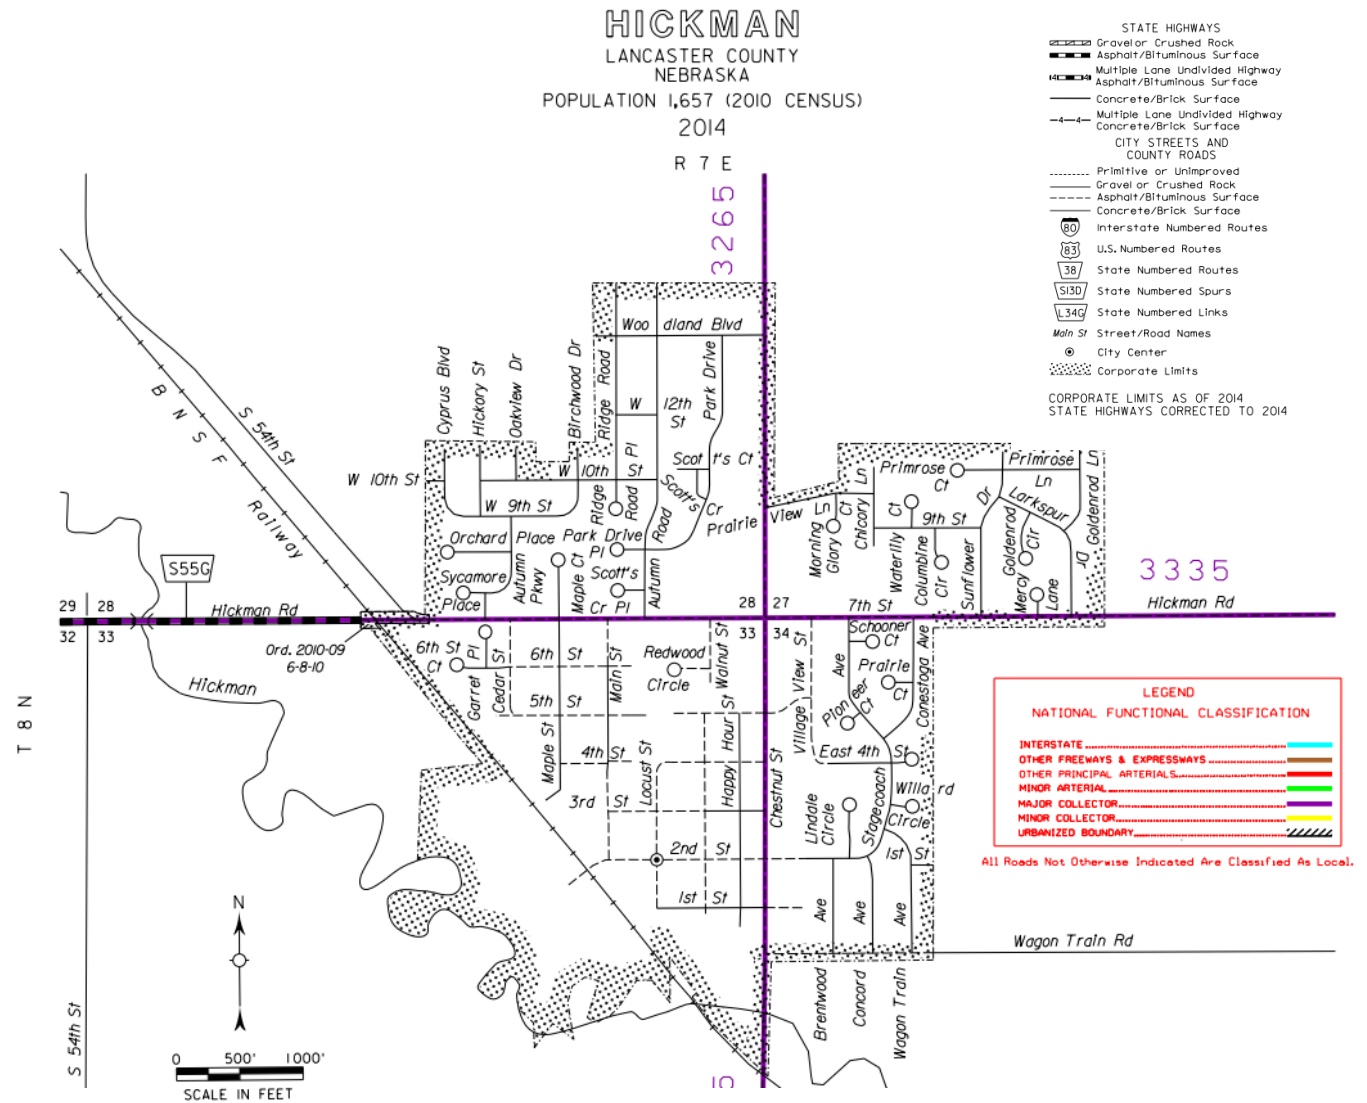 HICKMAN
LANCASTER COUNTY
NEBRASKA
POPULATION 1,657 (2010 CENSUS)
2014
R 7 E
STATE HIGHWAYS
Gravel or Crushed Rock
Asphalt/Bituminous Surface
4 4 Multiple Lane Undivided Highway
Asphalt/Bituminous Surface
Concrete/Brick Surface
4 4 Multiple Lane Undivided Highway
Concrete/Brick Surface
CITY STREETS AND
COUNTY ROADS
Primitive or Unimproved
Gravel or Crushed Rock
Asphalt/Bituminous Surface
Concrete/Brick Surface
80 Interstate Numbered Routes
83 U.S. Numbered Routes
38 State Numbered Routes
S13D State Numbered Spurs
L34G State Numbered Links
Main St Street/Road Names
City Center
Corporate Limits
CORPORATE LIMITS AS OF 2014
STATE HIGHWAYS CORRECTED TO 2014
3265
S 54th St
BNSF
Railway
Cyprus Blvd
Hickory St
Oakview Dr
Birchwood Dr
Ridge Road
Woodland Blvd
Park Drive
W 12th St
W 10th St
W 10th St
W 9th St
Ridge Road Pl
Scott's Ct
Scott's Cr
Prairie View Ln
Orchard Place
Park Drive Pl
Autumn Road
Sycamore Place
Autumn Pkwy
Maple Ct
Scott's Cr Pl
Morning Glory Ct
Chicory Ln
Primrose Ct
Primrose Ln
Larkspur Dr
Goldenrod Ln
9th St
Waterlily Ct
Columbine Cir
Sunflower Dr
Goldenrod Cir
Mercy Lane
3335
S55G
29 28
32 33
28 27
33 34
Hickman Rd
7th St
Hickman Rd
Ord. 2010-09
6-8-10
Hickman
6th St Ct
Garret Pl
Cedar St
6th St
Main St
Redwood Circle
Walnut St
Village View St
Schooner Ct
Prairie Ct
Pioneer Ave
Pioneer Ct
Conestoga Ave
5th St
Maple St
4th St
Locust St
Happy Hour St
Chestnut St
East 4th St
3rd St
Lindale Circle
Stagecoach
Willard Circle
2nd St
1st St
1st St
Brentwood Ave
Concord Ave
Wagon Train Ave
Wagon Train Rd
T 8 N
S 54th St
N
0 500' 1000'
SCALE IN FEET
LEGEND
NATIONAL FUNCTIONAL CLASSIFICATION
INTERSTATE
OTHER FREEWAYS & EXPRESSWAYS
OTHER PRINCIPAL ARTERIALS
MINOR ARTERIAL
MAJOR COLLECTOR
MINOR COLLECTOR
URBANIZED BOUNDARY
All Roads Not Otherwise Indicated Are Classified As Local.